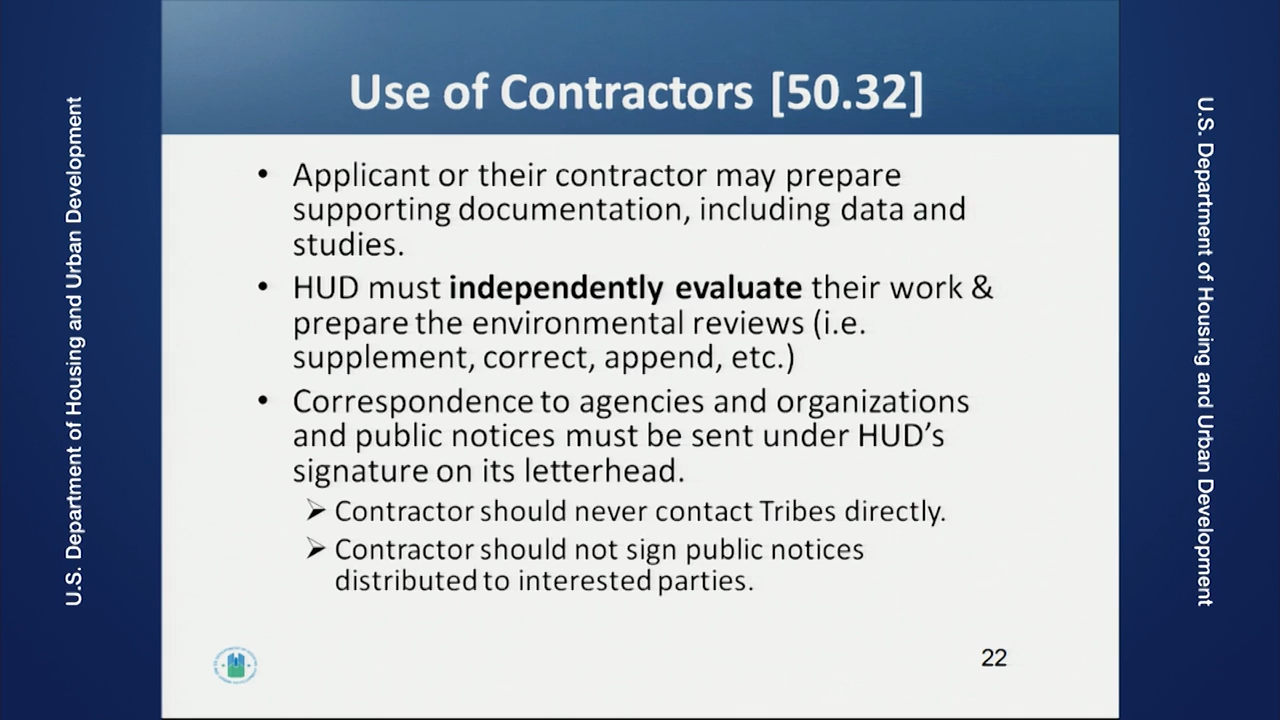 Use of Contractors [50.32]
• Applicant or their contractor may prepare
supporting documentation, including data and
studies.
• HUD must independently evaluate their work &
prepare the environmental reviews (i.e.
supplement, correct, append, etc.)
• Correspondence to agencies and organizations
and public notices must be sent under HUD's
signature on its letterhead.
➢ Contractor should never contact Tribes directly.
➢ Contractor should not sign public notices
distributed to interested parties.
22
U.S. Department of Housing and Urban Development
U.S. Department of Housing and Urban Development